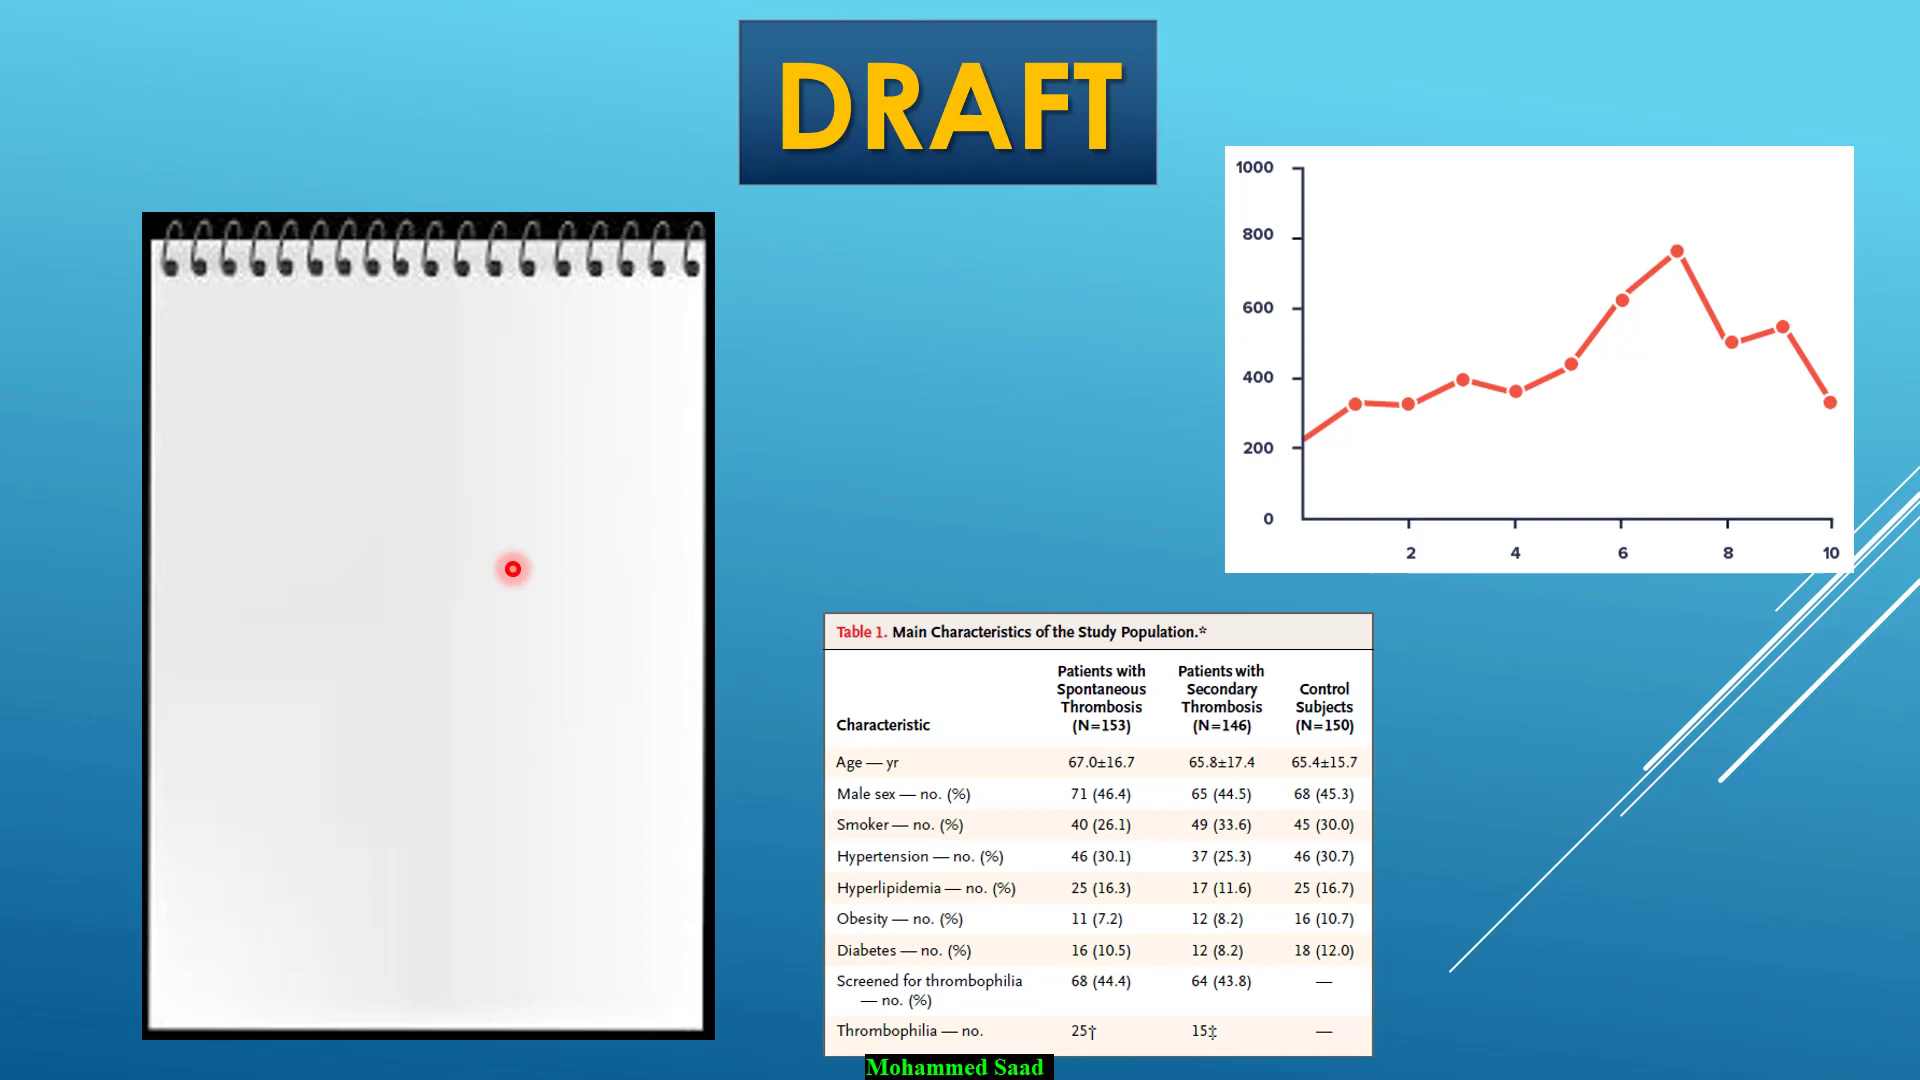 DRAFT
1000
800
600
400
200
0
2 4 6 8 10
Table 1. Main Characteristics of the Study Population.*
Characteristic Patients with Spontaneous Thrombosis (N=153) Patients with Secondary Thrombosis (N=146) Control Subjects (N=150)
Age — yr 67.0±16.7 65.8±17.4 65.4±15.7
Male sex — no. (%) 71 (46.4) 65 (44.5) 68 (45.3)
Smoker — no. (%) 40 (26.1) 49 (33.6) 45 (30.0)
Hypertension — no. (%) 46 (30.1) 37 (25.3) 46 (30.7)
Hyperlipidemia — no. (%) 25 (16.3) 17 (11.6) 25 (16.7)
Obesity — no. (%) 11 (7.2) 12 (8.2) 16 (10.7)
Diabetes — no. (%) 16 (10.5) 12 (8.2) 18 (12.0)
Screened for thrombophilia 68 (44.4) 64 (43.8) —
— no. (%)
Thrombophilia — no. 25† 15‡ —
Mohammed Saad